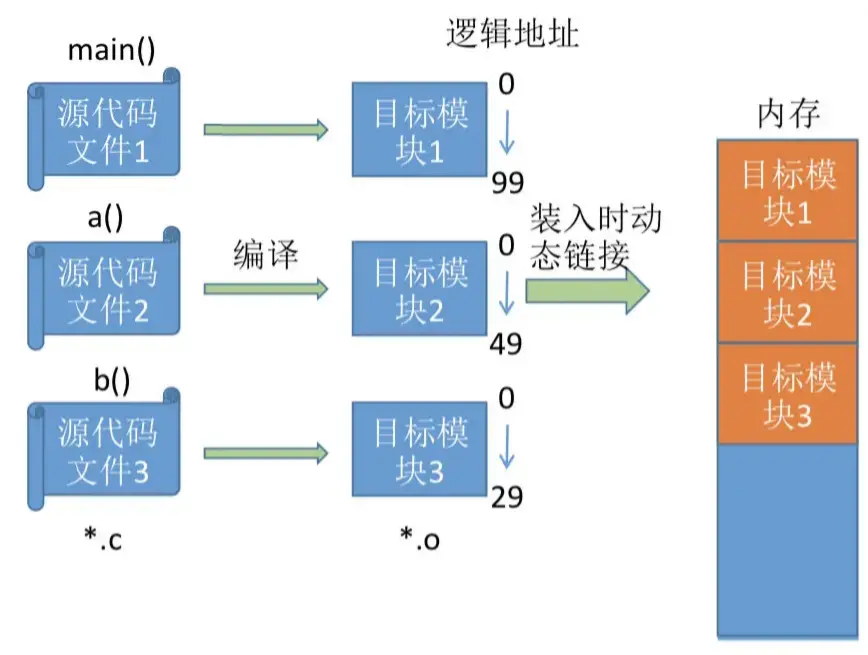 main()
源代码
文件1
a()
源代码
文件2
b()
源代码
文件3
*.c
编译
逻辑地址
目标模
块1
0
99
目标模
块2
0
49
目标模
块3
0
29
*.o
装入时动
态链接
内存
目标模
块1
目标模
块2
目标模
块3